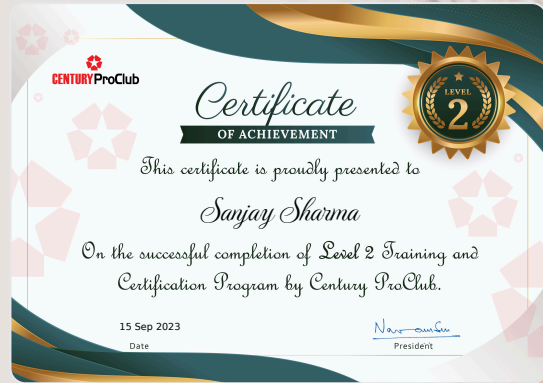 CENTURY ProClub
Certificate
OF ACHIEVEMENT
LEVEL
2
This certificate is proudly presented to
Sanjay Sharma
On the successful completion of Level 2 Training and
Certification Program by Century ProClub.
15 Sep 2023
Date
President